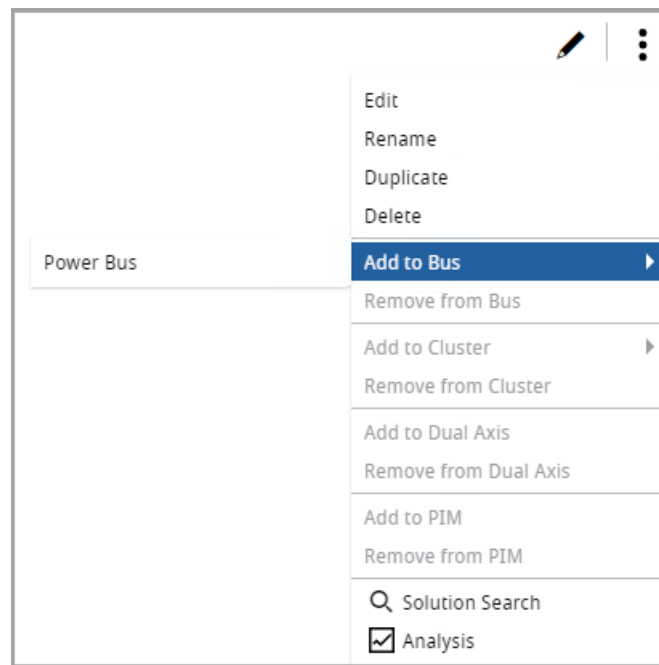 Edit
Rename
Duplicate
Delete
Power Bus
Add to Bus
Remove from Bus
Add to Cluster
Remove from Cluster
Add to Dual Axis
Remove from Dual Axis
Add to PIM
Remove from PIM
Solution Search
Analysis